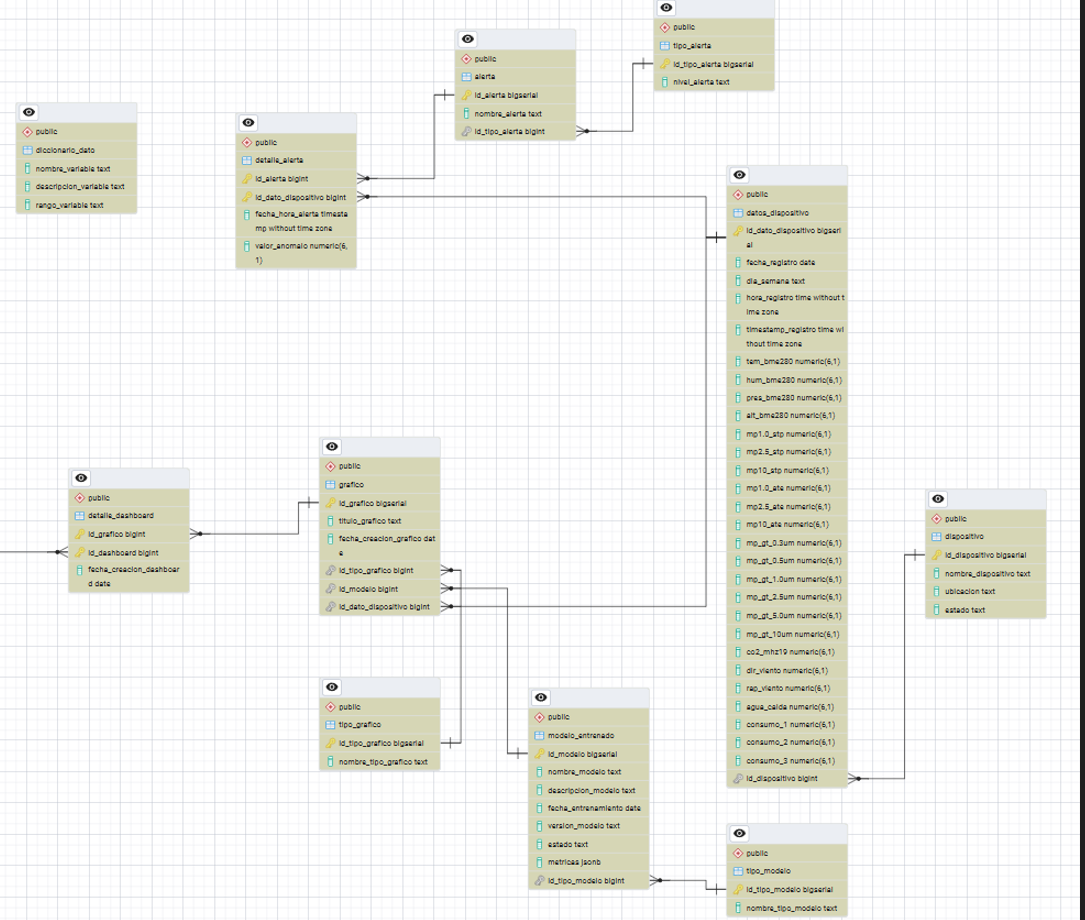 public
tipo_alerta
id_tipo_alerta bigserial
nivel_alerta text
public
alerta
id_alerta bigserial
nombre_alerta text
id_tipo_alerta bigint
public
diccionario_dato
nombre_variable text
descripcion_variable text
rango_variable text
public
detalle_alerta
id_alerta bigint
id_dato_dispositivo bigint
fecha_hora_alerta timesta
mp without time zone
valor_anomalo numeric(6,
1)
public
datos_dispositivo
id_dato_dispositivo bigseri
al
fecha_registro date
dia_semana text
hora_registro time without t
ime zone
timestamp_registro time wi
thout time zone
tem_bme280 numeric(6,1)
hum_bme280 numeric(6,1)
pres_bme280 numeric(6,1)
alt_bme280 numeric(6,1)
mp1.0_stp numeric(6,1)
mp2.5_stp numeric(6,1)
mp10_stp numeric(6,1)
mp1.0_ate numeric(6,1)
mp2.5_ate numeric(6,1)
mp10_ate numeric(6,1)
mp_gt_0.3um numeric(6,1)
mp_gt_0.5um numeric(6,1)
mp_gt_1.0um numeric(6,1)
mp_gt_2.5um numeric(6,1)
mp_gt_5.0um numeric(6,1)
mp_gt_10um numeric(6,1)
co2_mhz19 numeric(6,1)
dir_viento numeric(6,1)
rap_viento numeric(6,1)
agua_caida numeric(6,1)
consumo_1 numeric(6,1)
consumo_2 numeric(6,1)
consumo_3 numeric(6,1)
id_dispositivo bigint
public
grafico
id_grafico bigserial
titulo_grafico text
fecha_creacion_grafico dat
e
id_tipo_grafico bigint
id_modelo bigint
id_dato_dispositivo bigint
public
detalle_dashboard
id_grafico bigint
id_dashboard bigint
fecha_creacion_dashboar
d date
public
dispositivo
id_dispositivo bigserial
nombre_dispositivo text
ubicacion text
estado text
public
tipo_grafico
id_tipo_grafico bigserial
nombre_tipo_grafico text
public
modelo_entrenado
id_modelo bigserial
nombre_modelo text
descripcion_modelo text
fecha_entrenamiento date
version_modelo text
estado text
metricas jsonb
id_tipo_modelo bigint
public
tipo_modelo
id_tipo_modelo bigserial
nombre_tipo_modelo text